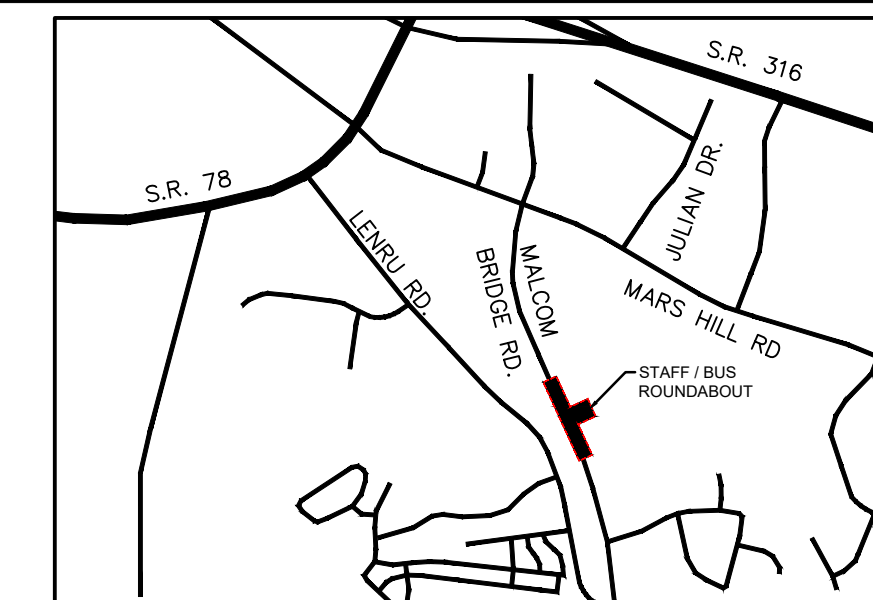 S.R. 316
S.R. 78
JULIAN DR.
LENRU RD.
MALCOM
BRIDGE RD.
MARS HILL RD
STAFF / BUS
ROUNDABOUT